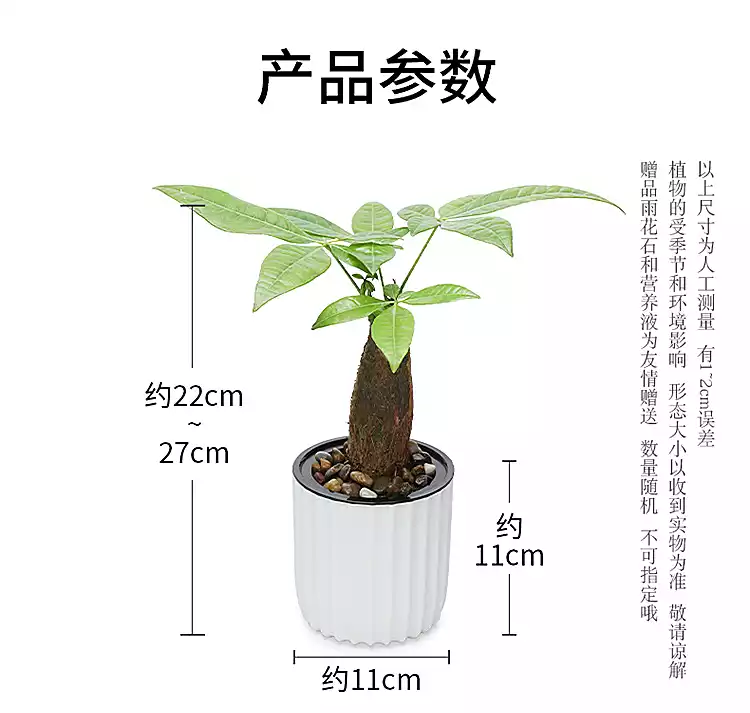 产品参数
约22cm
~
27cm
约
11cm
约11cm
以上尺寸为人工测量 有1~2cm误差
植物的受季节和环境影响 形态大小以收到实物为准 敬请谅解
赠品雨花石和营养液为友情赠送 数量随机 不可指定哦